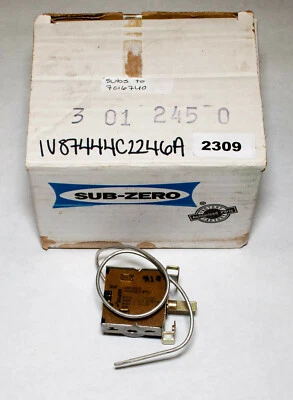 SUBS TO
7016740
3 01 245 0
1V87444C2246A
2309
SUB-ZERO